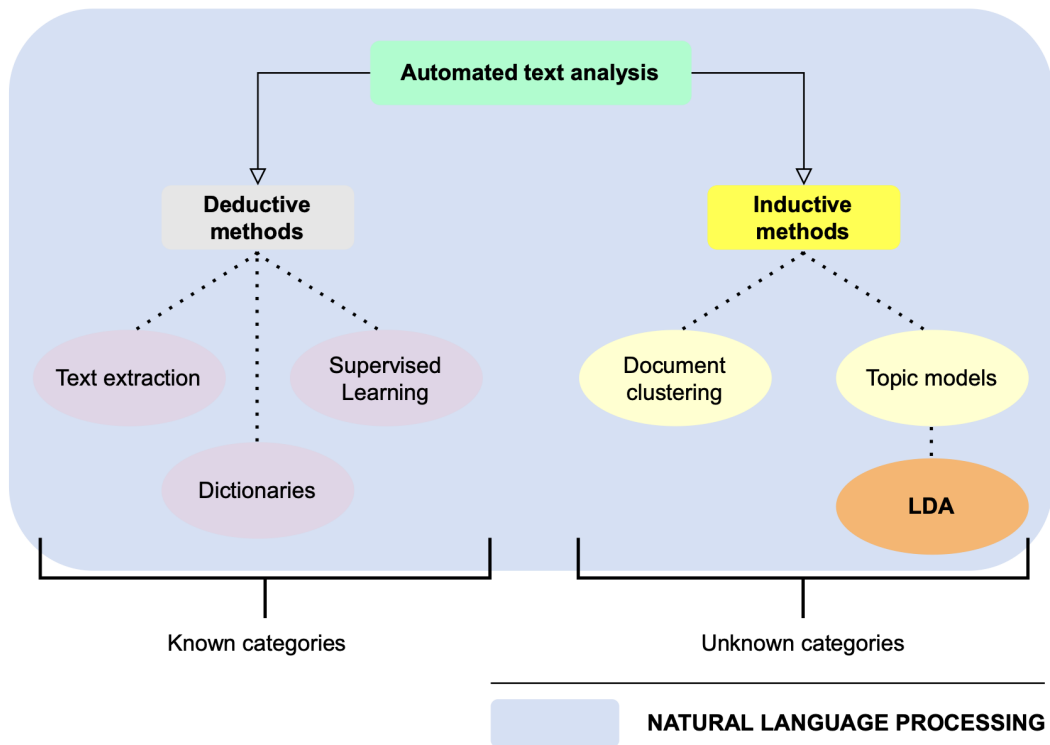 Automated text analysis
Deductive
methods
Inductive
methods
Text extraction
Supervised
Learning
Document
clustering
Topic models
Dictionaries
LDA
Known categories
Unknown categories
NATURAL LANGUAGE PROCESSING